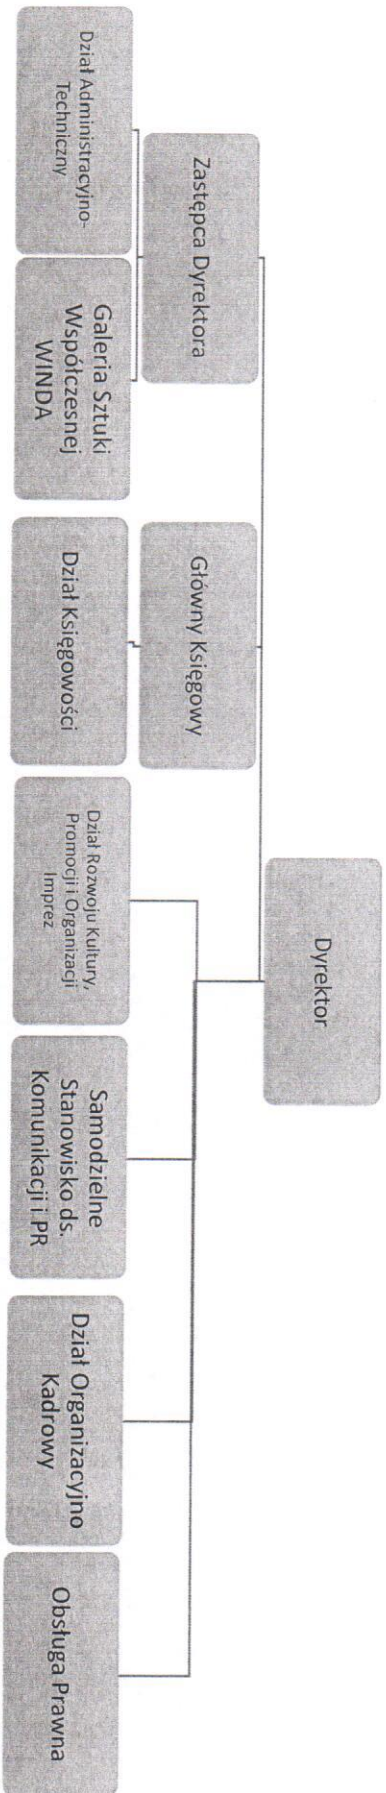 Dyrektor
Zastępca Dyrektora
Główny Księgowy
Dział Administracyjno-
Techniczny
Galeria Sztuki
Współczesnej
WINDA
Dział Księgowości
Dział Rozwoju Kultury,
Promocji i Organizacji
Imprez
Samodzielne
Stanowisko ds.
Komunikacji i PR
Dział Organizacyjno
Kadrowy
Obsługa Prawna